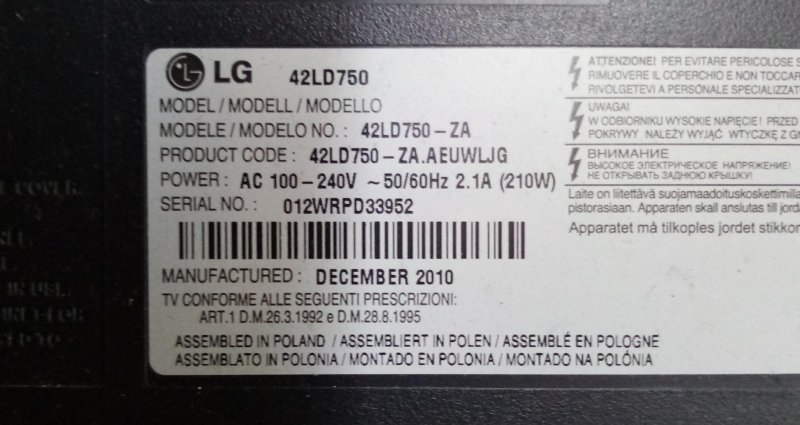 LG 42LD750
MODEL / MODELL / MODELLO
MODELE / MODELO NO. : 42LD750-ZA
PRODUCT CODE : 42LD750-ZA.AEUWLJG
POWER : AC 100-240V ~50/60Hz 2.1A (210W)
SERIAL NO. : 012WRPD33952
MANUFACTURED : DECEMBER 2010
TV CONFORME ALLE SEGUENTI PRESCRIZIONI:
ART.1 D.M.26.3.1992 e D.M.28.8.1995
ASSEMBLED IN POLAND / ASSEMBLIERT IN POLEN / ASSEMBLÉ EN POLOGNE
ASSEMBLATO IN POLONIA / MONTADO EN POLONIA / MONTADO NA POLÓNIA
ATTENZIONE! PER EVITARE PERICOLOSE S
RIMUOVERE IL COPERCHIO E NON TOCCAR
RIVOLGETEVI A PERSONALE SPECIALIZZAT
UWAGA!
W ODBIORNIKU WYSOKIE NAPIĘCIE! PRZED
POKRYWY NALEŻY WYJĄĆ WTYCZKĘ Z G
ВНИМАНИЕ
ВЫСОКОЕ ЭЛЕКТРИЧЕСКОЕ НАПРЯЖЕНИЕ!
НЕ ОТКРЫВАТЬ ЗАДНЮЮ КРЫШКУ!
Laite on liitettävä suojamaadoituskoskettimilla
pistorasiaan. Apparaten skall anslutas till jorda
Apparatet må tilkoples jordet stikkon
COVER.
IN USE.